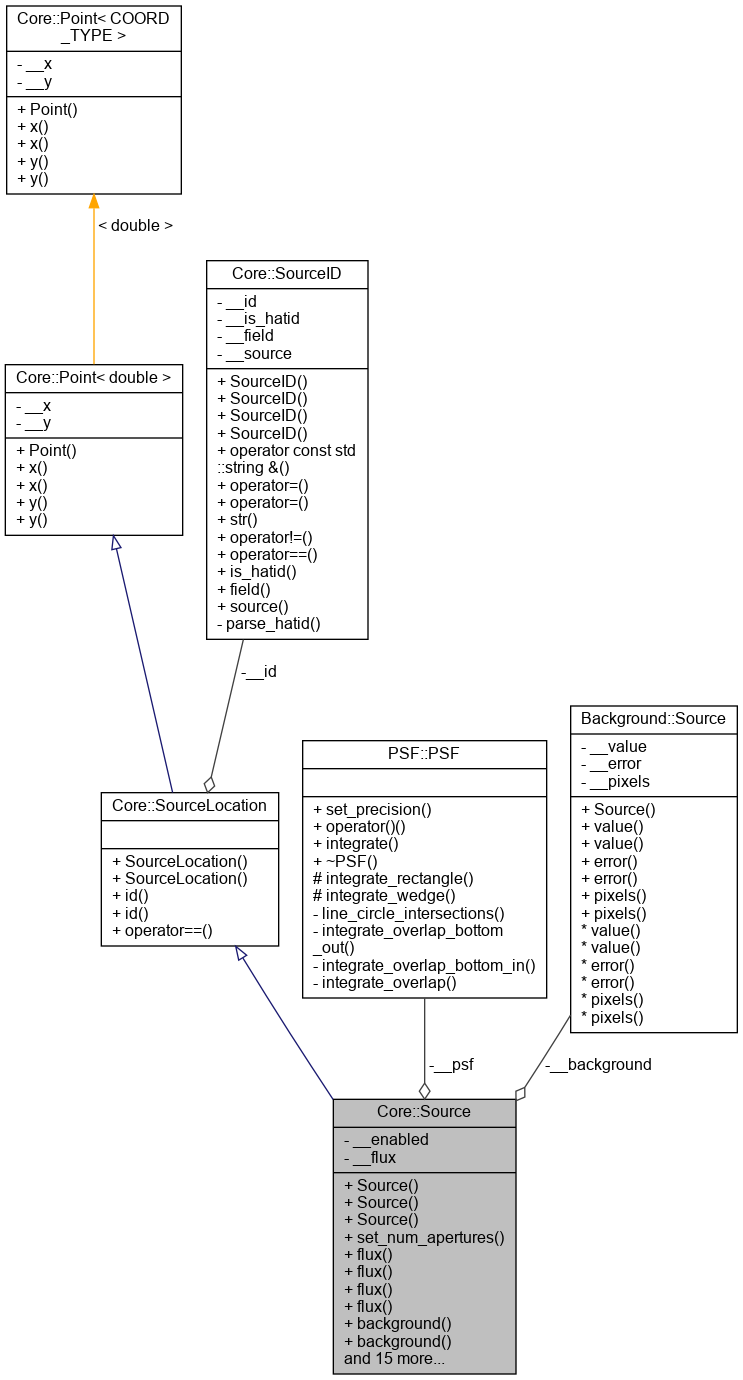 Core::Point< COORD
_TYPE >
- __x
- __y
+ Point()
+ x()
+ x()
+ y()
+ y()
< double >
Core::SourceID
- __id
- __is_hatid
- __field
- __source
+ SourceID()
+ SourceID()
+ SourceID()
+ SourceID()
+ operator const std
::string &()
+ operator=()
+ operator=()
+ str()
+ operator!=()
+ operator==()
+ is_hatid()
+ field()
+ source()
- parse_hatid()
Core::Point< double >
- __x
- __y
+ Point()
+ x()
+ x()
+ y()
+ y()
-__id
Core::SourceLocation
+ SourceLocation()
+ SourceLocation()
+ id()
+ id()
+ operator==()
PSF::PSF
+ set_precision()
+ operator()()
+ integrate()
+ ~PSF()
# integrate_rectangle()
# integrate_wedge()
- line_circle_intersections()
- integrate_overlap_bottom
_out()
- integrate_overlap_bottom_in()
- integrate_overlap()
Background::Source
- __value
- __error
- __pixels
+ Source()
+ value()
+ value()
+ error()
+ error()
+ pixels()
+ pixels()
* value()
* value()
* error()
* error()
* pixels()
* pixels()
-__psf
-__background
Core::Source
- __enabled
- __flux
+ Source()
+ Source()
+ Source()
+ set_num_apertures()
+ flux()
+ flux()
+ flux()
+ flux()
+ background()
+ background()
and 15 more...